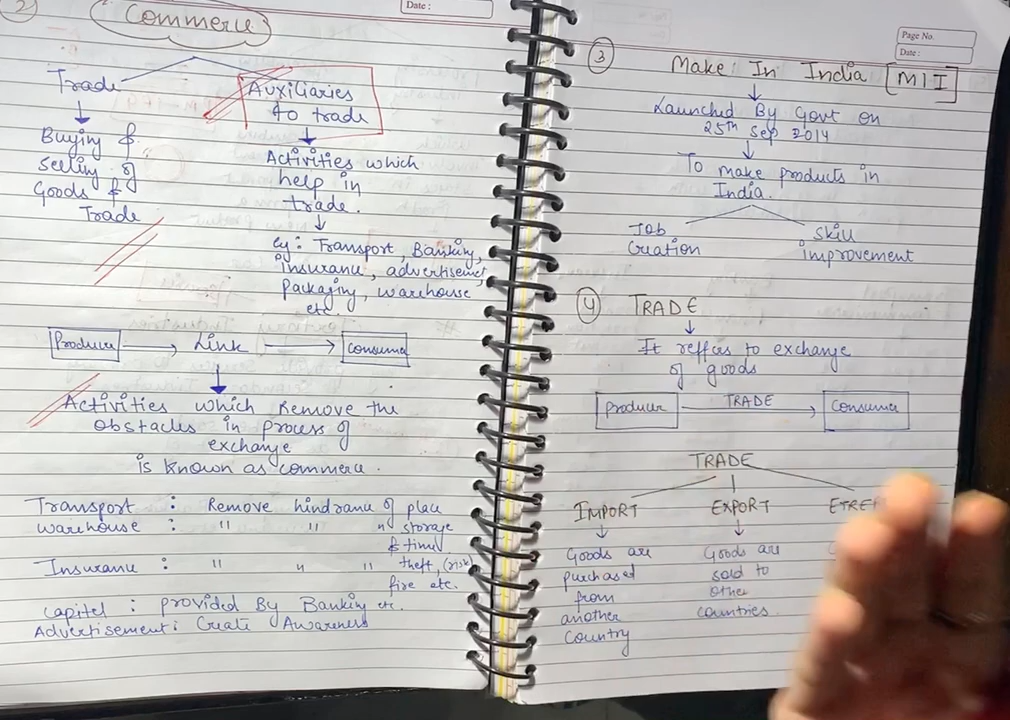 2
Commerce
Date :
Trade
Auxiliaries
to trade
Buying &
selling of
Goods &
Trade
Activities which
help in
trade.
eg: Transport, Banking,
insurance, advertisement
Packaging, warehouse
etc.
Producer
Link
Consumer
Activities which Remove the
obstacles in process of
exchange
is known as commerce.
Transport : Remove hindrance of place
Warehouse : " " " storage
& time
Insurance : " " " theft, (risk)
fire etc.
Capital : provided By Banking etc.
Advertisement : Create Awareness
Page No.
Date :
3
Make In India [MII]
Launched By Govt on
25th Sep 2014
To make products in
India.
Job
Creation
Skill
improvement
4 TRADE
It reffers to exchange
of goods
Producer
TRADE
Consumer
TRADE
IMPORT
EXPORT
Goods are
purchased
from
another
Country
Goods are
sold to
other
countries